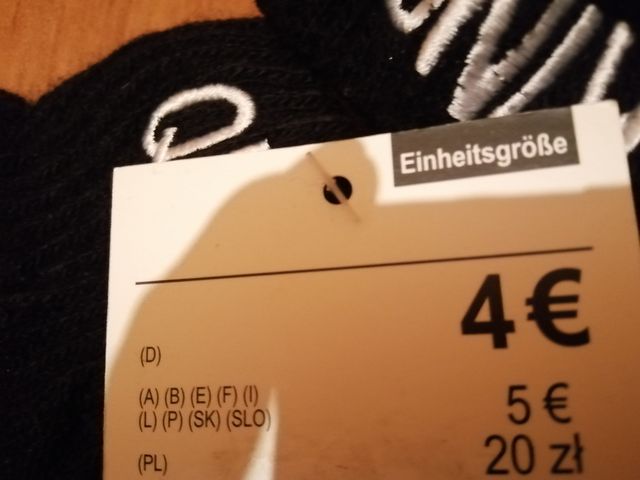 Einheitsgröße
(D) 4€
(A) (B) (E) (F) (I)
(L) (P) (SK) (SLO) 5 €
(PL) 20 zł